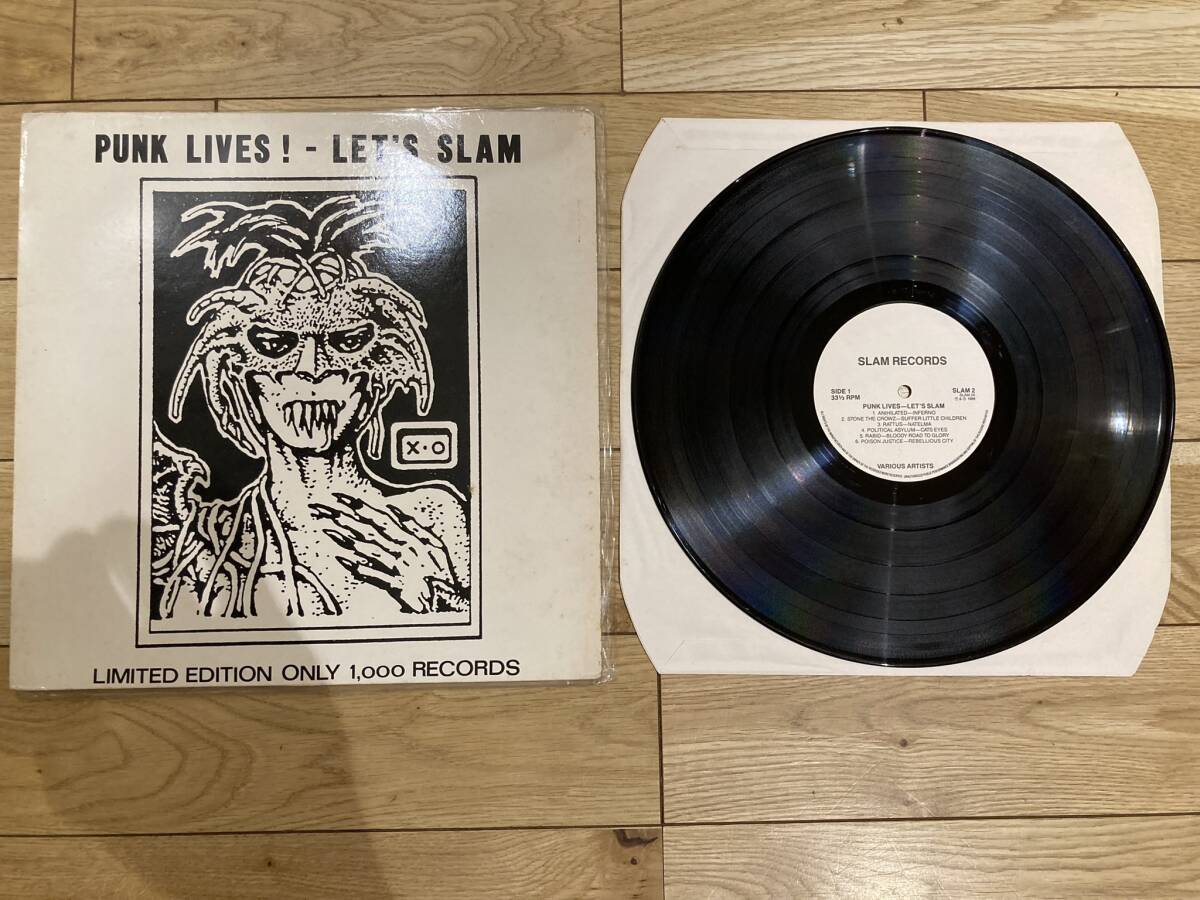 PUNK LIVES! - LET'S SLAM
X·O
LIMITED EDITION ONLY 1,000 RECORDS
SLAM RECORDS
SIDE 1
33⅓ RPM
SLAM 2
PUNK LIVES—LET'S SLAM
1. ANIHILATED—INFERNO
2. STONE THE CROWZ—SUFFER LITTLE CHILDREN
3. RATTUS—NATELMA
4. POLITICAL ASYLUM—CATS EYES
5. RABID—BLOODY ROAD TO GLORY
6. POISON JUSTICE—REBELLIOUS CITY
VARIOUS ARTISTS